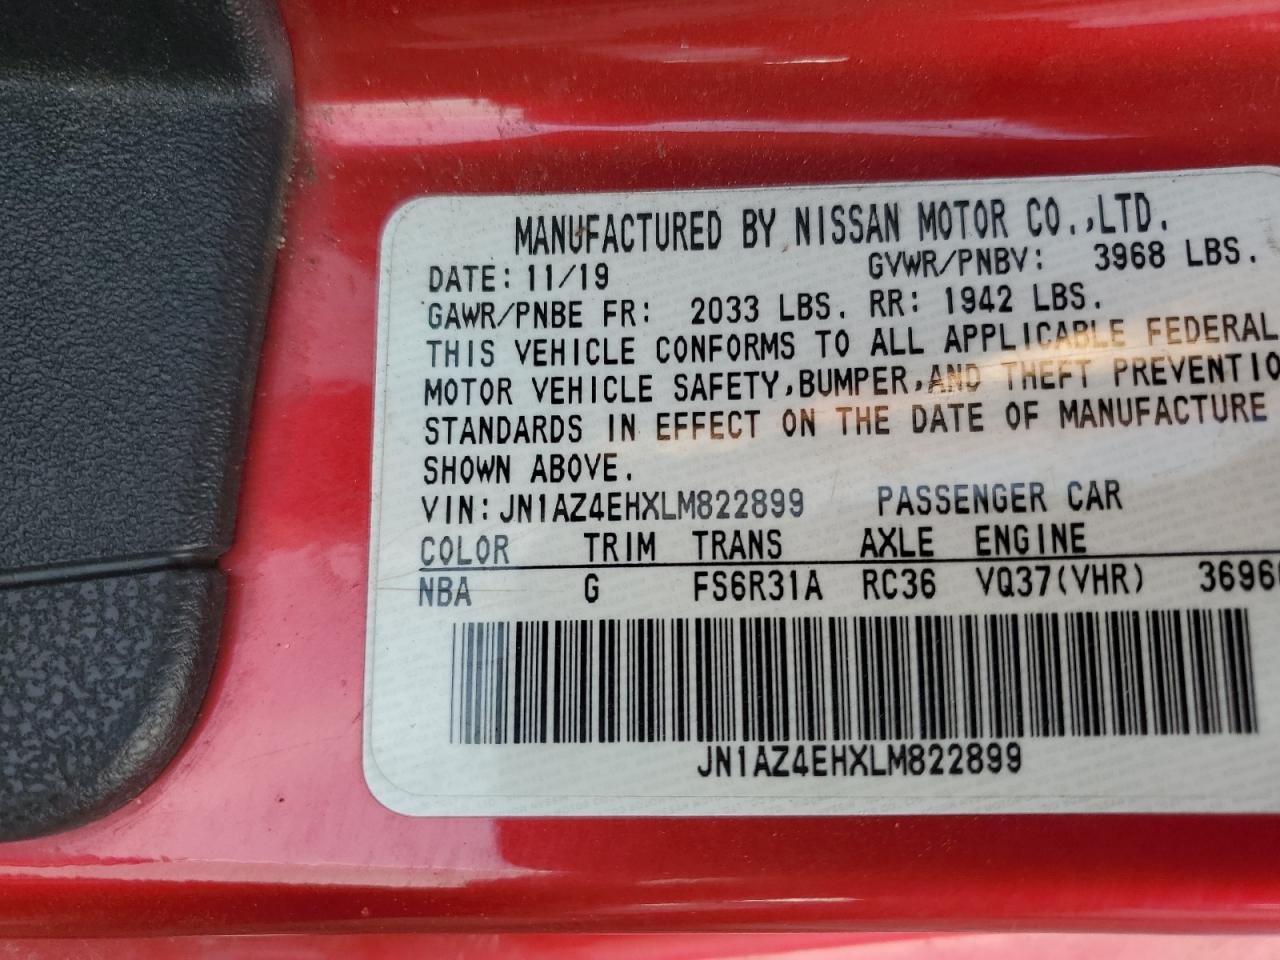 MANUFACTURED BY NISSAN MOTOR CO.,LTD.
DATE: 11/19 GVWR/PNBV: 3968 LBS.
GAWR/PNBE FR: 2033 LBS. RR: 1942 LBS.
THIS VEHICLE CONFORMS TO ALL APPLICABLE FEDERAL
MOTOR VEHICLE SAFETY,BUMPER,AND THEFT PREVENTIO
STANDARDS IN EFFECT ON THE DATE OF MANUFACTURE
SHOWN ABOVE.
VIN: JN1AZ4EHXLM822899 PASSENGER CAR
COLOR TRIM TRANS AXLE ENGINE
NBA G FS6R31A RC36 VQ37(VHR) 3696
JN1AZ4EHXLM822899